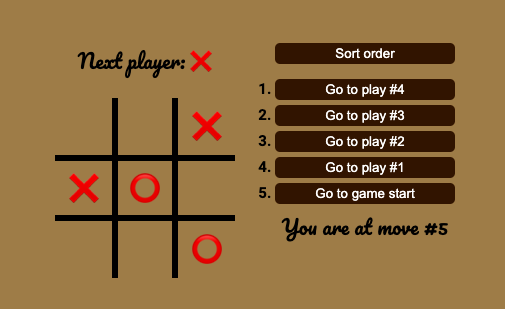 Next player: ❌
Sort order
1. Go to play #4
2. Go to play #3
3. Go to play #2
4. Go to play #1
5. Go to game start
You are at move #5
❌
❌ ⭕
⭕